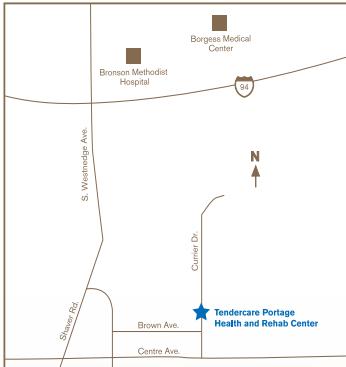 Borgess Medical
Center
Bronson Methodist
Hospital
94
S. Westnedge Ave.
N
Currier Dr.
Shaver Rd.
Tendercare Portage
Health and Rehab Center
Brown Ave.
Centre Ave.